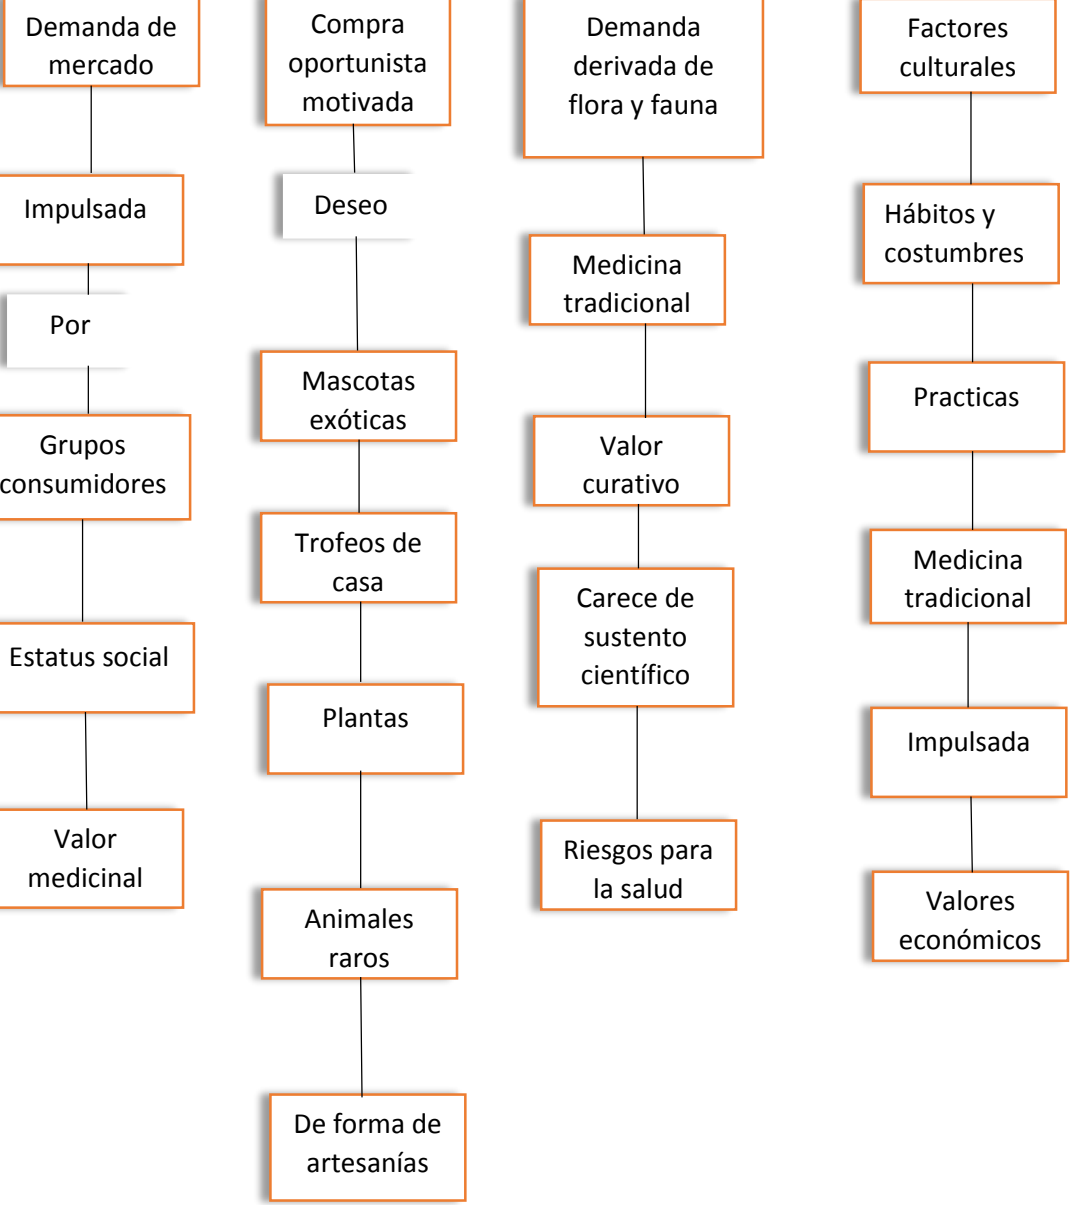 Demanda de
mercado
Impulsada
Por
Grupos
consumidores
Estatus social
Valor
medicinal
Compra
oportunista
motivada
Deseo
Mascotas
exóticas
Trofeos de
casa
Plantas
Animales
raros
De forma de
artesanías
Demanda
derivada de
flora y fauna
Medicina
tradicional
Valor
curativo
Carece de
sustento
científico
Riesgos para
la salud
Factores
culturales
Hábitos y
costumbres
Practicas
Medicina
tradicional
Impulsada
Valores
económicos